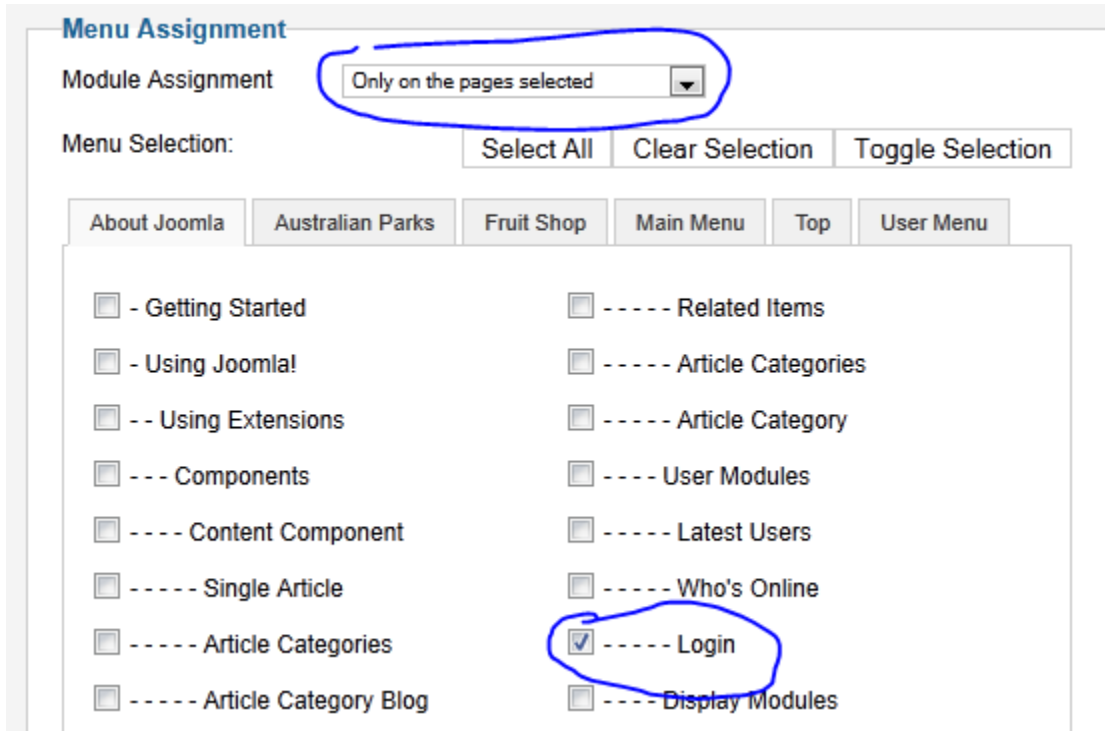 Menu Assignment
Module Assignment Only on the pages selected
Menu Selection: Select All Clear Selection Toggle Selection
About Joomla Australian Parks Fruit Shop Main Menu Top User Menu
- Getting Started - - - - - Related Items
- Using Joomla! - - - - - Article Categories
- - Using Extensions - - - - - Article Category
- - - Components - - - - User Modules
- - - - Content Component - - - - - Latest Users
- - - - - Single Article - - - - - Who's Online
- - - - - Article Categories - - - - - Login
- - - - - Article Category Blog - - - - Display Modules